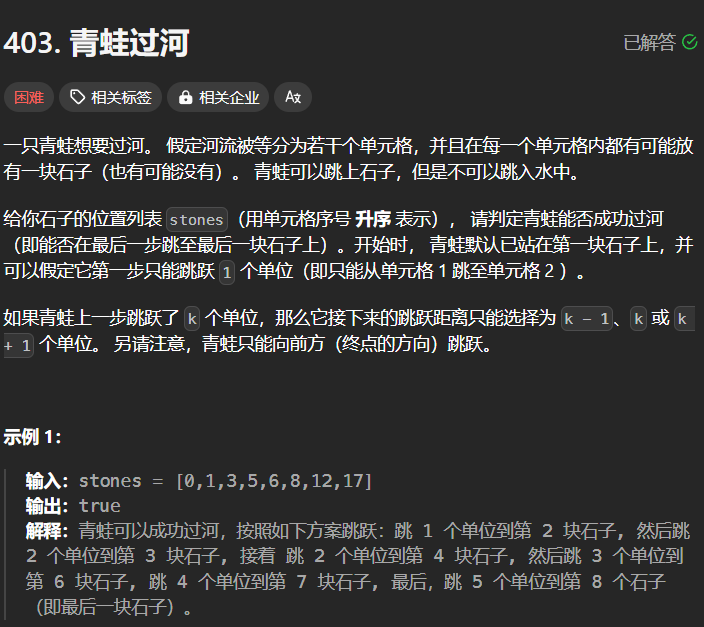 403. 青蛙过河
已解答
困难 相关标签 相关企业 Aあ
一只青蛙想要过河。 假定河流被等分为若干个单元格，并且在每一个单元格内都有可能放
有一块石子（也有可能没有）。 青蛙可以跳上石子，但是不可以跳入水中。
给你石子的位置列表 stones（用单元格序号 升序 表示）， 请判定青蛙能否成功过河
（即能否在最后一步跳至最后一块石子上）。开始时， 青蛙默认已站在第一块石子上，并
可以假定它第一步只能跳跃 1 个单位（即只能从单元格 1 跳至单元格 2 ）。
如果青蛙上一步跳跃了 k 个单位，那么它接下来的跳跃距离只能选择为 k - 1、k 或 k
+ 1 个单位。 另请注意，青蛙只能向前方（终点的方向）跳跃。
示例 1：
输入：stones = [0,1,3,5,6,8,12,17]
输出：true
解释：青蛙可以成功过河，按照如下方案跳跃：跳 1 个单位到第 2 块石子, 然后跳
2 个单位到第 3 块石子, 接着 跳 2 个单位到第 4 块石子, 然后跳 3 个单位到
第 6 块石子, 跳 4 个单位到第 7 块石子, 最后，跳 5 个单位到第 8 个石子
（即最后一块石子）。